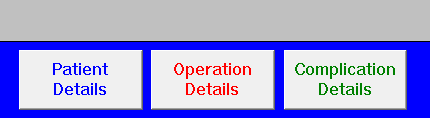 Patient
Details
Operation
Details
Complication
Details